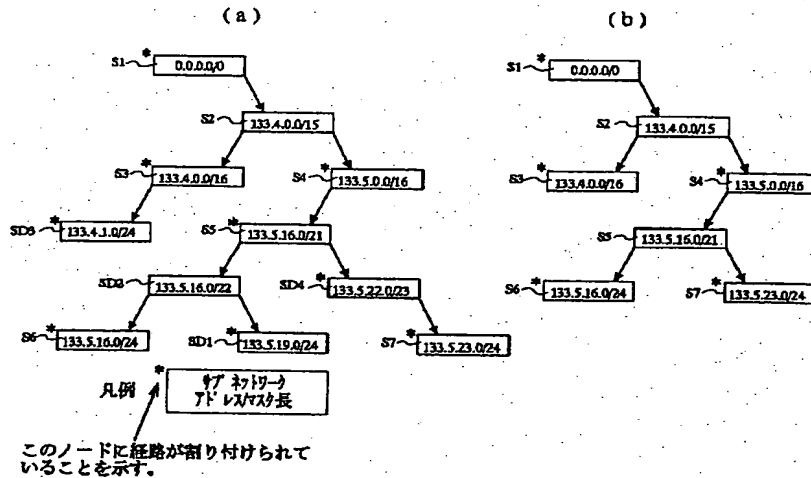 (a)
(b)
* S1 0.0.0.0/0
S2 133.4.0.0/15
* S3 133.4.0.0/16
* S4 133.5.0.0/16
* SD3 133.4.1.0/24
* S5 133.5.16.0/21
SD2 133.5.16.0/22
* SD4 133.5.22.0/23
* S6 133.5.16.0/24
* SD1 133.5.19.0/24
* S7 133.5.23.0/24
* S1 0.0.0.0/0
S2 133.4.0.0/15
* S3 133.4.0.0/16
* S4 133.5.0.0/16
S5 133.5.16.0/21
* S6 133.5.16.0/24
* S7 133.5.23.0/24
凡例
*
サブネットワーク
アドレス/マスク長
このノードに経路が割り付けられて
いることを示す。